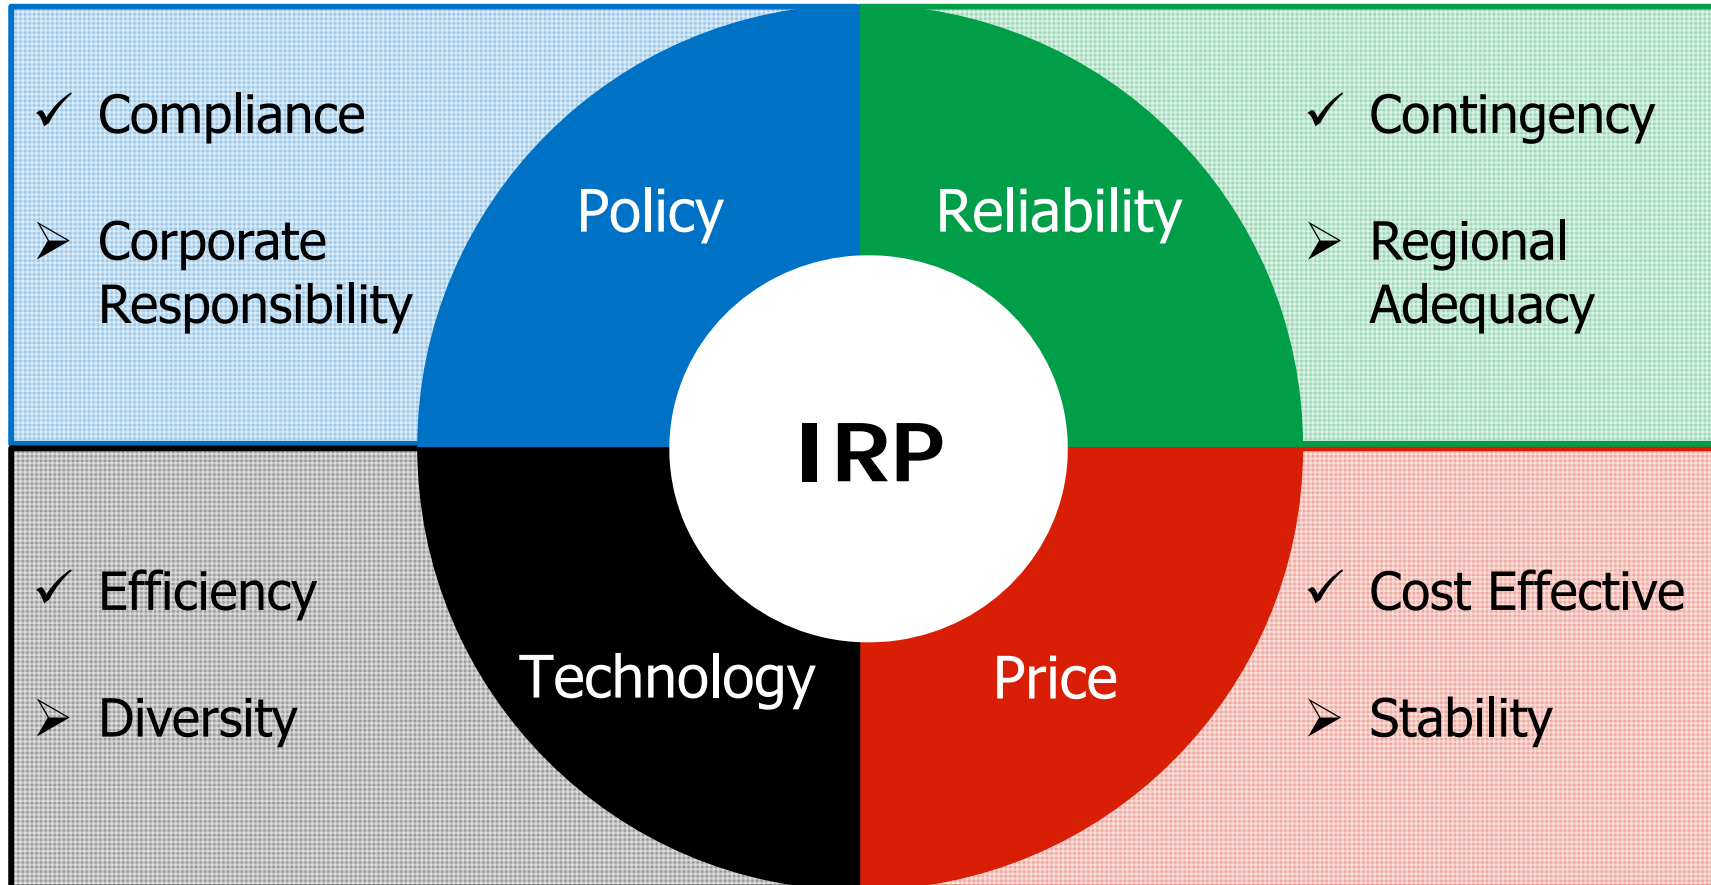 ✓ Compliance
➢ Corporate
Responsibility
Policy
Reliability
✓ Contingency
➢ Regional
Adequacy
IRP
✓ Efficiency
➢ Diversity
Technology
Price
✓ Cost Effective
➢ Stability